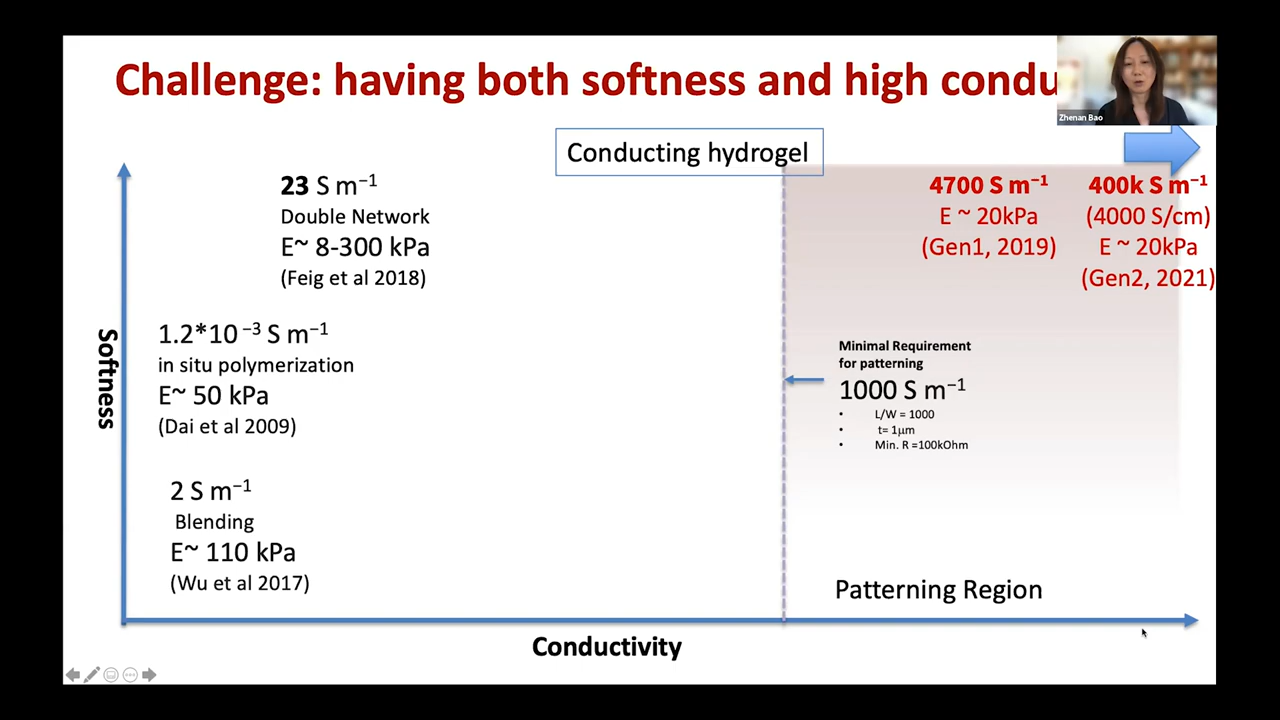 Challenge: having both softness and high condu
Zhenan Bao
Conducting hydrogel
23 S m⁻¹
Double Network
E~ 8-300 kPa
(Feig et al 2018)
4700 S m⁻¹
E ~ 20kPa
(Gen1, 2019)
400k S m⁻¹
(4000 S/cm)
E ~ 20kPa
(Gen2, 2021)
Softness
1.2*10 ⁻³ S m⁻¹
in situ polymerization
E~ 50 kPa
(Dai et al 2009)
Minimal Requirement
for patterning
1000 S m⁻¹
• L/W = 1000
• t= 1µm
• Min. R =100kOhm
2 S m⁻¹
Blending
E~ 110 kPa
(Wu et al 2017)
Patterning Region
Conductivity